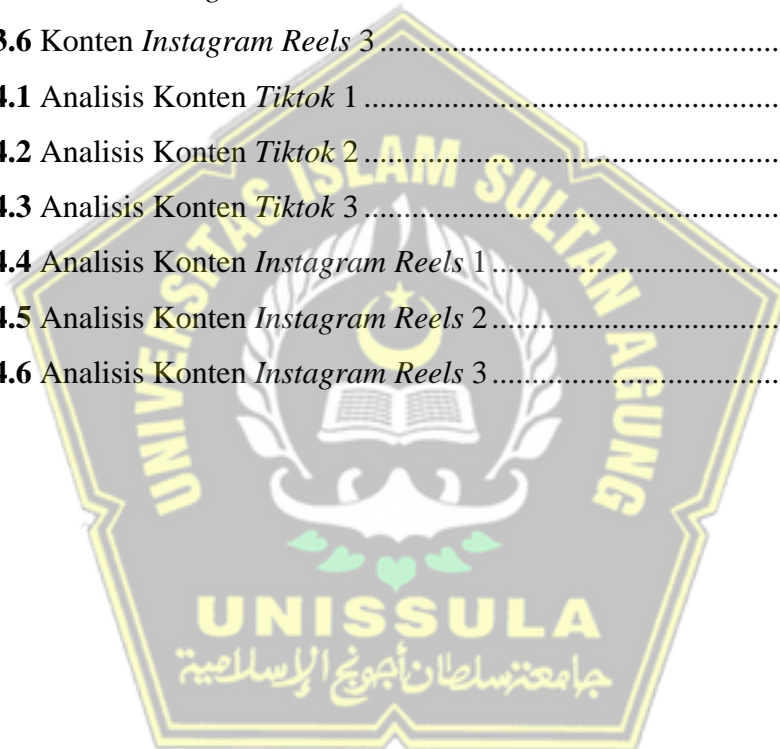 3.6 Konten Instagram Reels 3 ........................................................
4.1 Analisis Konten Tiktok 1 ..........................................................
4.2 Analisis Konten Tiktok 2 ..........................................................
4.3 Analisis Konten Tiktok 3 ..........................................................
4.4 Analisis Konten Instagram Reels 1 ........................................
4.5 Analisis Konten Instagram Reels 2 ........................................
4.6 Analisis Konten Instagram Reels 3 ........................................
UNIVERSITAS ISLAM SULTAN AGUNG
UNISSULA
جامعتسلطان أجونج الإسلامية